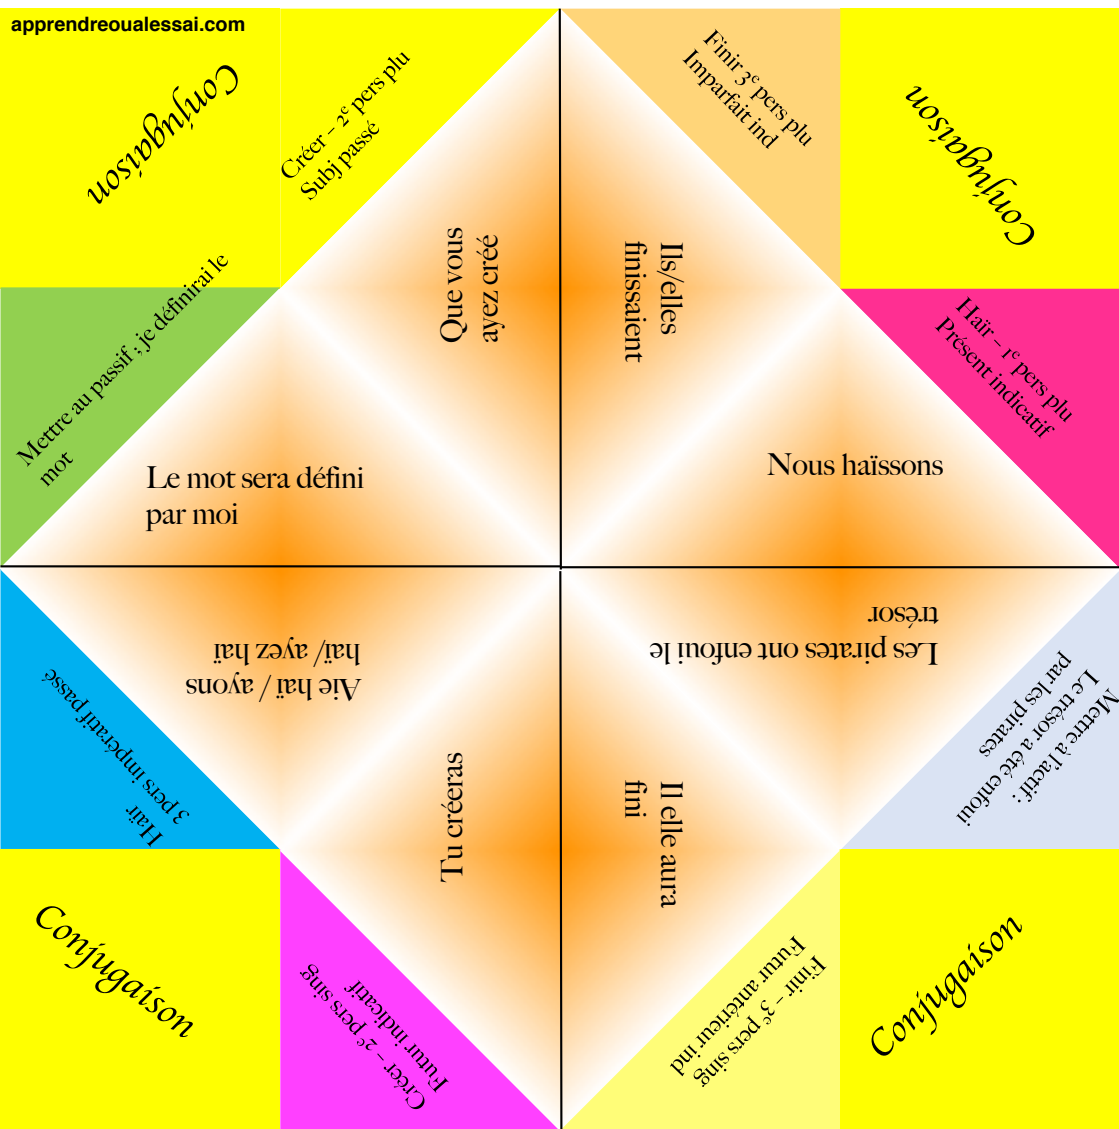 apprendreoualessai.com
Conjugaison
Créer – 2e pers plu
Subj passé
Finir 3e pers plu
Imparfait ind
Conjugaison
Que vous
ayez créé
Ils/elles
finissaient
Mettre au passif ; je définirai le
mot
Haïr – 1e pers plu
Présent indicatif
Le mot sera défini
par moi
Nous haïssons
Aie haï / ayons
haï/ ayez haï
Les pirates ont enfoui le
trésor
Haïr
3 pers impératif passé
Mettre à l'actif :
Le trésor a été enfoui
par les pirates
Tu créeras
Il elle aura
fini
Conjugaison
Créer – 2e pers sing
Futur indicatif
Finir – 3e pers sing
Futur antérieur ind
Conjugaison